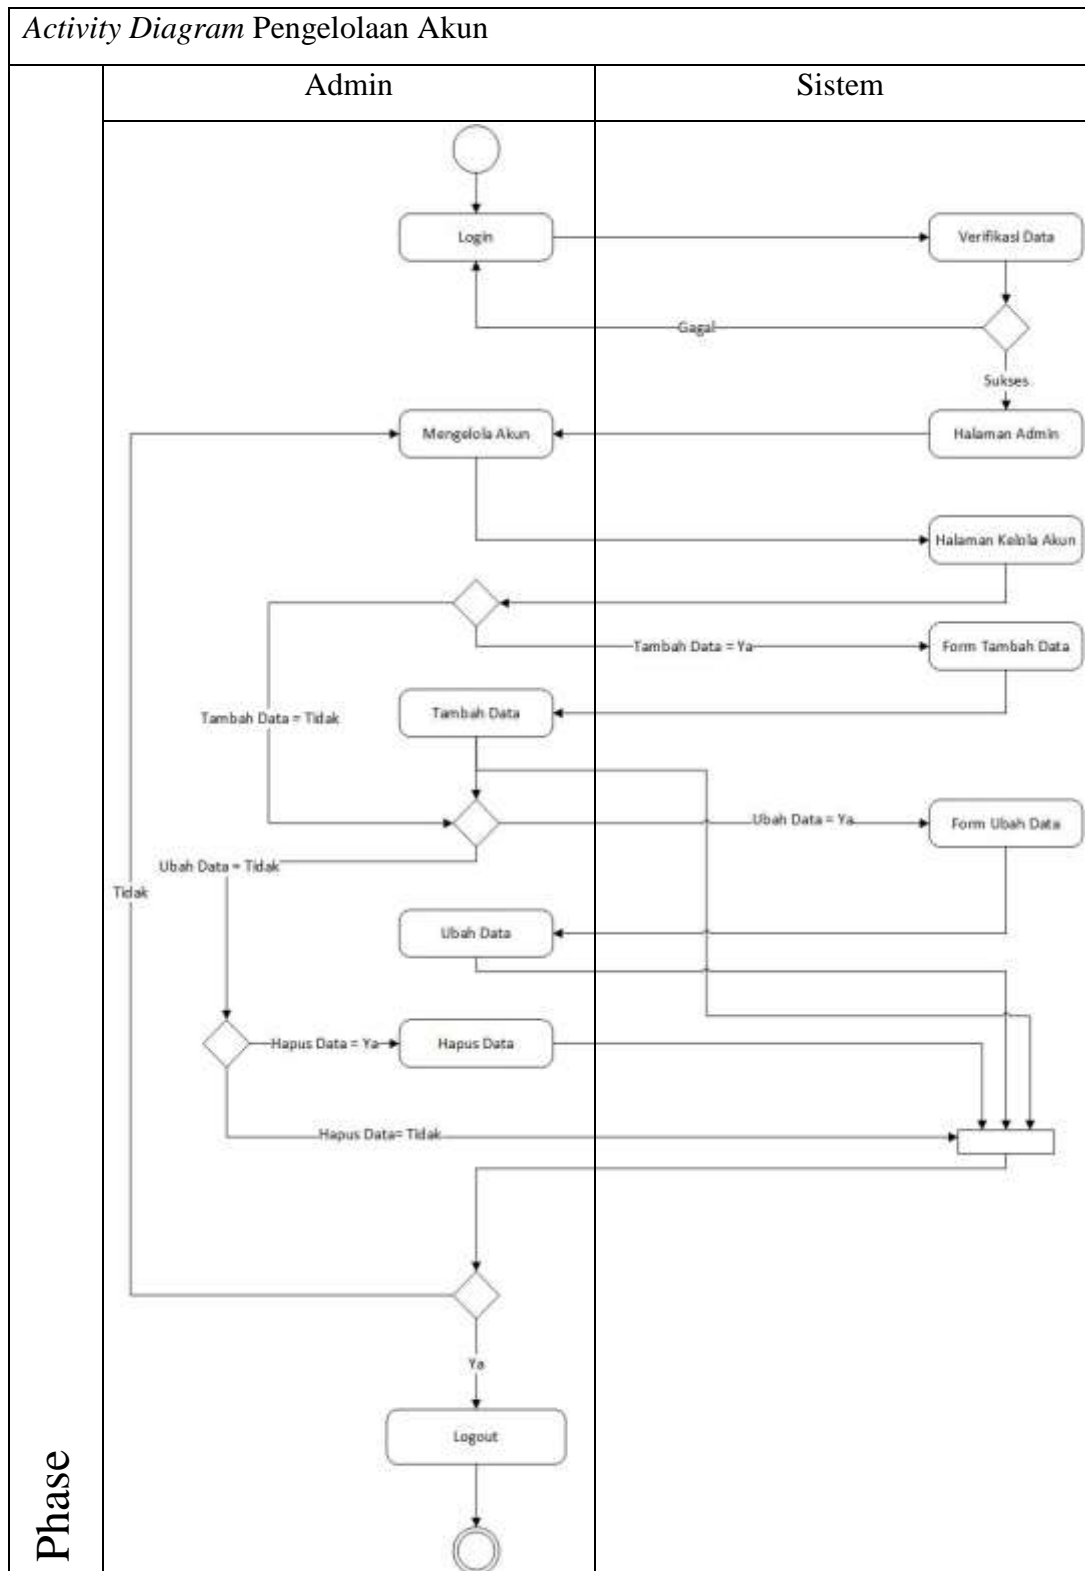 Activity Diagram Pengelolaan Akun
Admin
Sistem
Login
Verifikasi Data
Gagal
Sukses
Mengelola Akun
Halaman Admin
Halaman Kelola Akun
Tambah Data = Ya
Form Tambah Data
Tambah Data = Tidak
Tambah Data
Ubah Data = Ya
Form Ubah Data
Ubah Data = Tidak
Tidak
Ubah Data
Hapus Data = Ya
Hapus Data
Hapus Data= Tidak
Ya
Logout
Phase